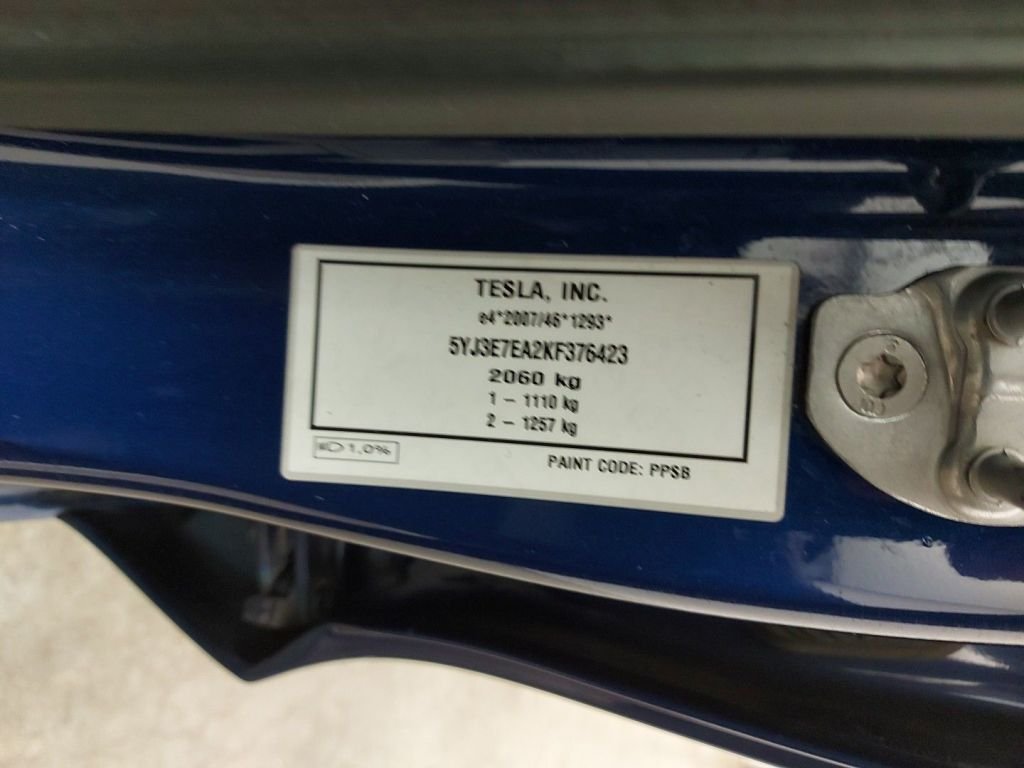 TESLA, INC.
e4*2007/46*1293*
5YJ3E7EA2KF376423
2060 kg
1 – 1110 kg
2 – 1257 kg
1,0%
PAINT CODE: PPSB